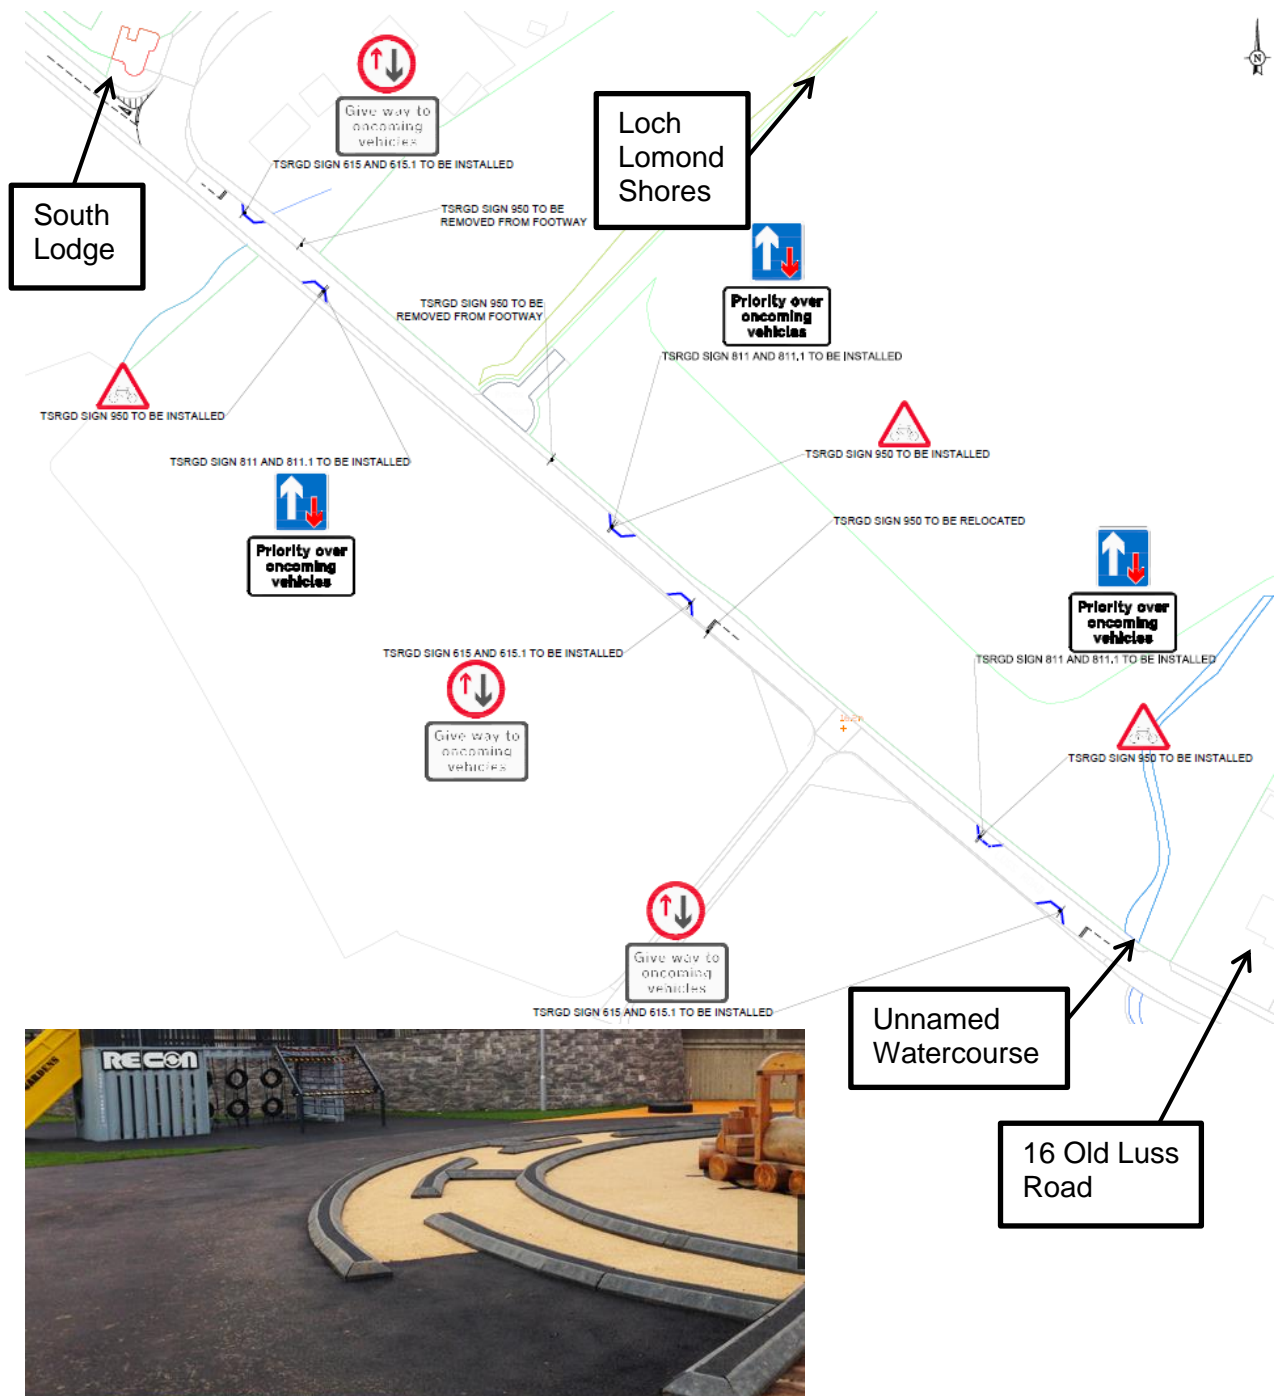 Give way to
oncoming
vehicles
TSRGD SIGN 615 AND 615.1 TO BE INSTALLED
N
Loch
Lomond
Shores
South
Lodge
TSRGD SIGN 950 TO BE
REMOVED FROM FOOTWAY
TSRGD SIGN 950 TO BE
REMOVED FROM FOOTWAY
Priority over
oncoming
vehicles
TSRGD SIGN 811 AND 811.1 TO BE INSTALLED
TSRGD SIGN 950 TO BE INSTALLED
TSRGD SIGN 811 AND 811.1 TO BE INSTALLED
Priority over
oncoming
vehicles
TSRGD SIGN 950 TO BE INSTALLED
TSRGD SIGN 950 TO BE RELOCATED
Priority over
oncoming
vehicles
TSRGD SIGN 811 AND 811.1 TO BE INSTALLED
TSRGD SIGN 615 AND 615.1 TO BE INSTALLED
Give way to
oncoming
vehicles
TSRGD SIGN 950 TO BE INSTALLED
Give way to
oncoming
vehicles
TSRGD SIGN 615 AND 615.1 TO BE INSTALLED
Unnamed
Watercourse
16 Old Luss
Road
RECON